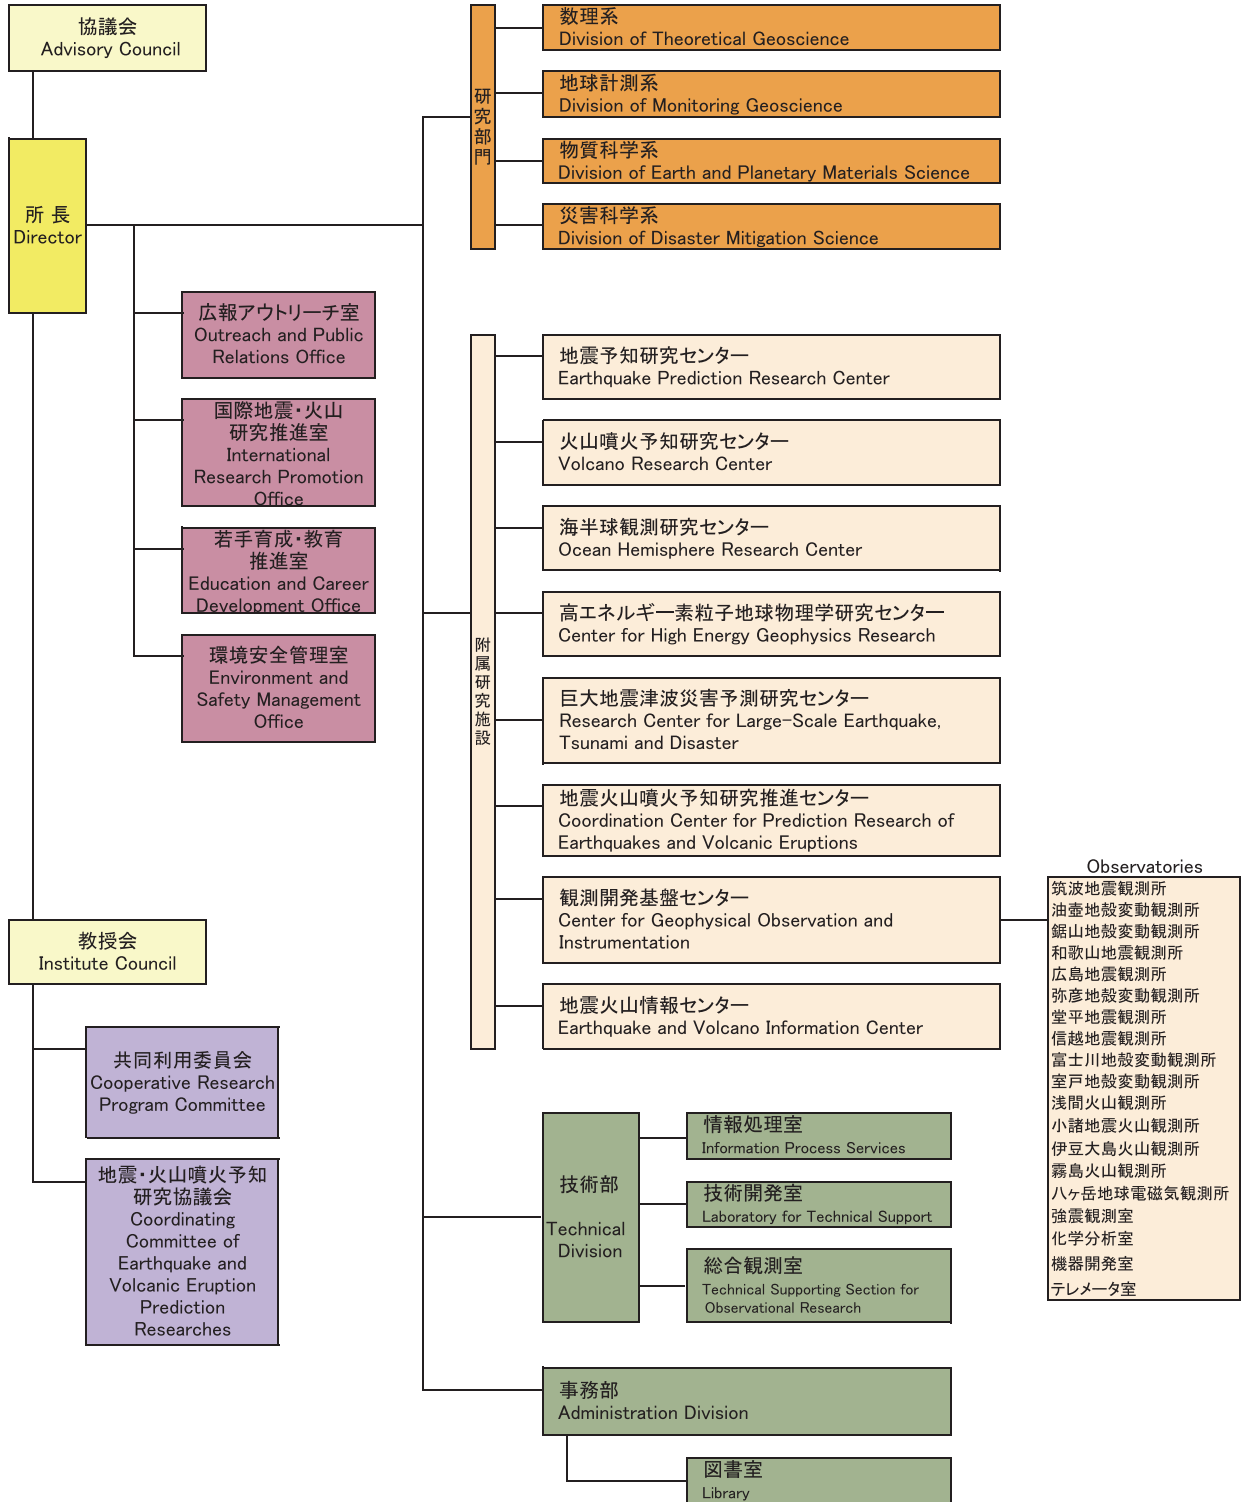 協議会
Advisory Council
所 長
Director
広報アウトリーチ室
Outreach and Public
Relations Office
国際地震・火山
研究推進室
International
Research Promotion
Office
若手育成・教育
推進室
Education and Career
Development Office
環境安全管理室
Environment and
Safety Management
Office
教授会
Institute Council
共同利用委員会
Cooperative Research
Program Committee
地震・火山噴火予知
研究協議会
Coordinating
Committee of
Earthquake and
Volcanic Eruption
Prediction
Researches
研究部門
数理系
Division of Theoretical Geoscience
地球計測系
Division of Monitoring Geoscience
物質科学系
Division of Earth and Planetary Materials Science
災害科学系
Division of Disaster Mitigation Science
附属研究施設
地震予知研究センター
Earthquake Prediction Research Center
火山噴火予知研究センター
Volcano Research Center
海半球観測研究センター
Ocean Hemisphere Research Center
高エネルギー素粒子地球物理学研究センター
Center for High Energy Geophysics Research
巨大地震津波災害予測研究センター
Research Center for Large-Scale Earthquake,
Tsunami and Disaster
地震火山噴火予知研究推進センター
Coordination Center for Prediction Research of
Earthquakes and Volcanic Eruptions
観測開発基盤センター
Center for Geophysical Observation and
Instrumentation
地震火山情報センター
Earthquake and Volcano Information Center
Observatories
筑波地震観測所
油壷地殻変動観測所
鋸山地殻変動観測所
和歌山地震観測所
広島地震観測所
弥彦地殻変動観測所
堂平地震観測所
信越地震観測所
富士川地殻変動観測所
室戸地殻変動観測所
浅間火山観測所
小諸地震火山観測所
伊豆大島火山観測所
霧島火山観測所
八ヶ岳地球電磁気観測所
強震観測室
化学分析室
機器開発室
テレメータ室
技術部
Technical
Division
情報処理室
Information Process Services
技術開発室
Laboratory for Technical Support
総合観測室
Technical Supporting Section for
Observational Research
事務部
Administration Division
図書室
Library